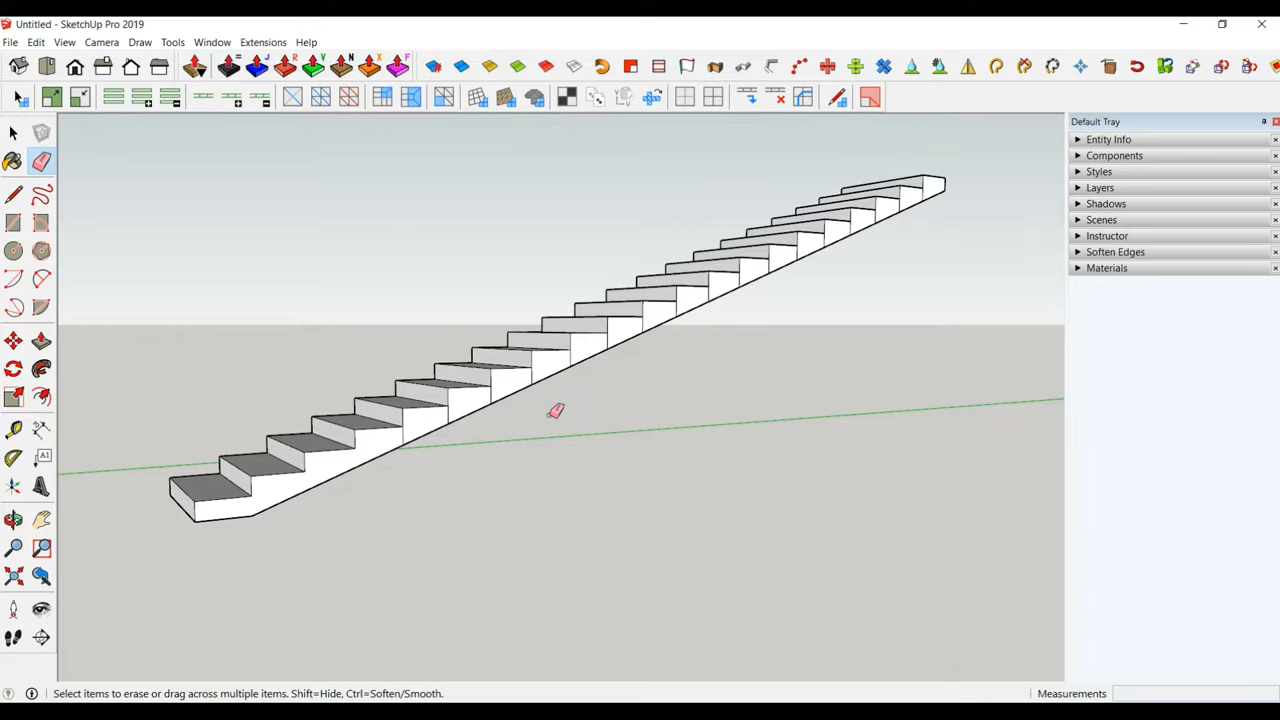 Untitled - SketchUp Pro 2019
File Edit View Camera Draw Tools Window Extensions Help
= J R V N X F
Default Tray
Entity Info
Components
Styles
Layers
Shadows
Scenes
Instructor
Soften Edges
Materials
A1
Select items to erase or drag across multiple items. Shift=Hide, Ctrl=Soften/Smooth.
Measurements